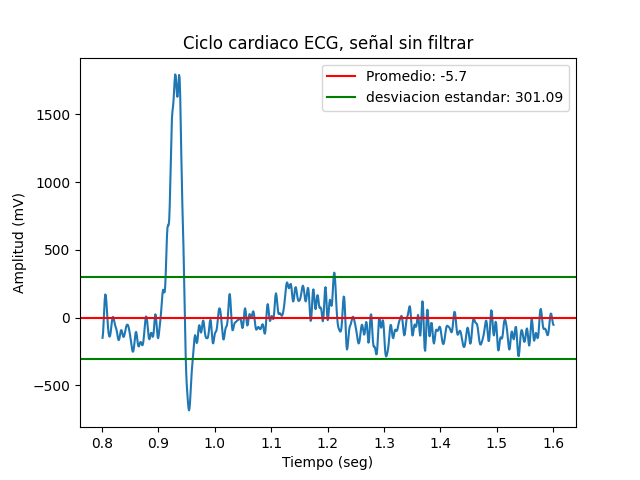 Ciclo cardiaco ECG, señal sin filtrar
Promedio: -5.7
desviacion estandar: 301.09
Amplitud (mV)
1500
1000
500
0
−500
0.8 0.9 1.0 1.1 1.2 1.3 1.4 1.5 1.6
Tiempo (seg)